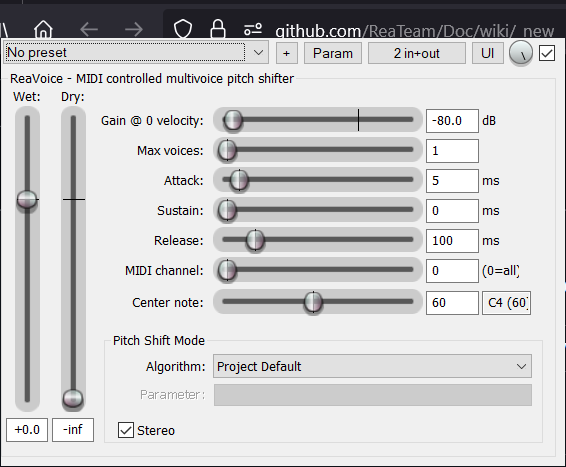 github.com/ReaTeam/Doc/wiki/_new
No preset + Param 2 in+out UI
ReaVoice - MIDI controlled multivoice pitch shifter
Wet: Dry:
Gain @ 0 velocity: -80.0 dB
Max voices: 1
Attack: 5 ms
Sustain: 0 ms
Release: 100 ms
MIDI channel: 0 (0=all)
Center note: 60 C4 (60)
Pitch Shift Mode
Algorithm: Project Default
Parameter:
+0.0 -inf Stereo